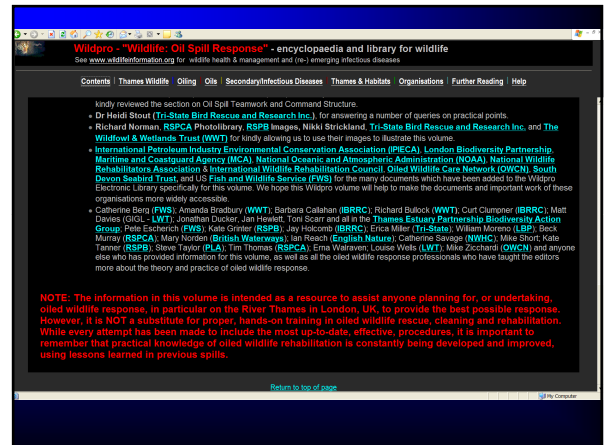 Wildpro - "Wildlife: Oil Spill Response" - encyclopaedia and library for wildlife
See www.wildlifeinformation.org for wildlife health & management and (re-) emerging infectious diseases
Contents | Thames Wildlife | Oiling | Oils | Secondary/Infectious Diseases | Thames & Habitats | Organisations | Further Reading | Help
kindly reviewed the section on Oil Spill Teamwork and Command Structure.
Dr Heidi Stout (Tri-State Bird Rescue and Research Inc.), for answering a number of queries on practical points.
Richard Norman, RSPCA Photolibrary, RSPB Images, Nikki Strickland, Tri-State Bird Rescue and Research Inc. and The
Wildfowl & Wetlands Trust (WWT) for kindly allowing us to use their images to illustrate this volume.
International Petroleum Industry Environmental Conservation Association (IPIECA), London Biodiversity Partnership,
Maritime and Coastguard Agency (MCA), National Oceanic and Atmospheric Administration (NOAA), National Wildlife
Rehabilitators Association & International Wildlife Rehabilitation Council, Oiled Wildlife Care Network (OWCN), South
Devon Seabird Trust, and US Fish and Wildlife Service (FWS) for the many documents which have been added to the Wildpro
Electronic Library specifically for this volume. We hope this Wildpro volume will help to make the documents and important work of these
organisations more widely accessible.
Catherine Berg (FWS); Amanda Bradbury (WWT); Barbara Callahan (IBRRC); Richard Bullock (WWT); Curt Clumpner (IBRRC); Matt
Davies (GIGL - LWT); Jonathan Ducker, Jan Hewlett, Toni Scarr and all in the Thames Estuary Partnership Biodiversity Action
Group; Pete Escherich (FWS); Kate Grinter (RSPB); Jay Holcomb (IBRRC); Erica Miller (Tri-State); William Moreno (LBP); Beck
Murray (RSPCA); Mary Norden (British Waterways); Ian Reach (English Nature); Catherine Savage (NWHC); Mike Short; Kate
Tanner (RSPB); Steve Taylor (PLA); Tim Thomas (RSPCA); Erna Walraven; Louise Wells (LWT); Mike Zicchardi (OWCN) and anyone
else who has provided information for this volume, as well as all the oiled wildlife response professionals who have taught the editors
more about the theory and practice of oiled wildlife response.
NOTE: The information in this volume is intended as a resource to assist anyone planning for, or undertaking,
oiled wildlife response, in particular on the River Thames in London, UK, to provide the best possible response.
However, it is NOT a substitute for proper, hands-on training in oiled wildlife rescue, cleaning and rehabilitation.
While every attempt has been made to include the most up-to-date, effective, procedures, it is important to
remember that practical knowledge of oiled wildlife rehabilitation is constantly being developed and improved,
using lessons learned in previous spills.
Return to top of page
My Computer